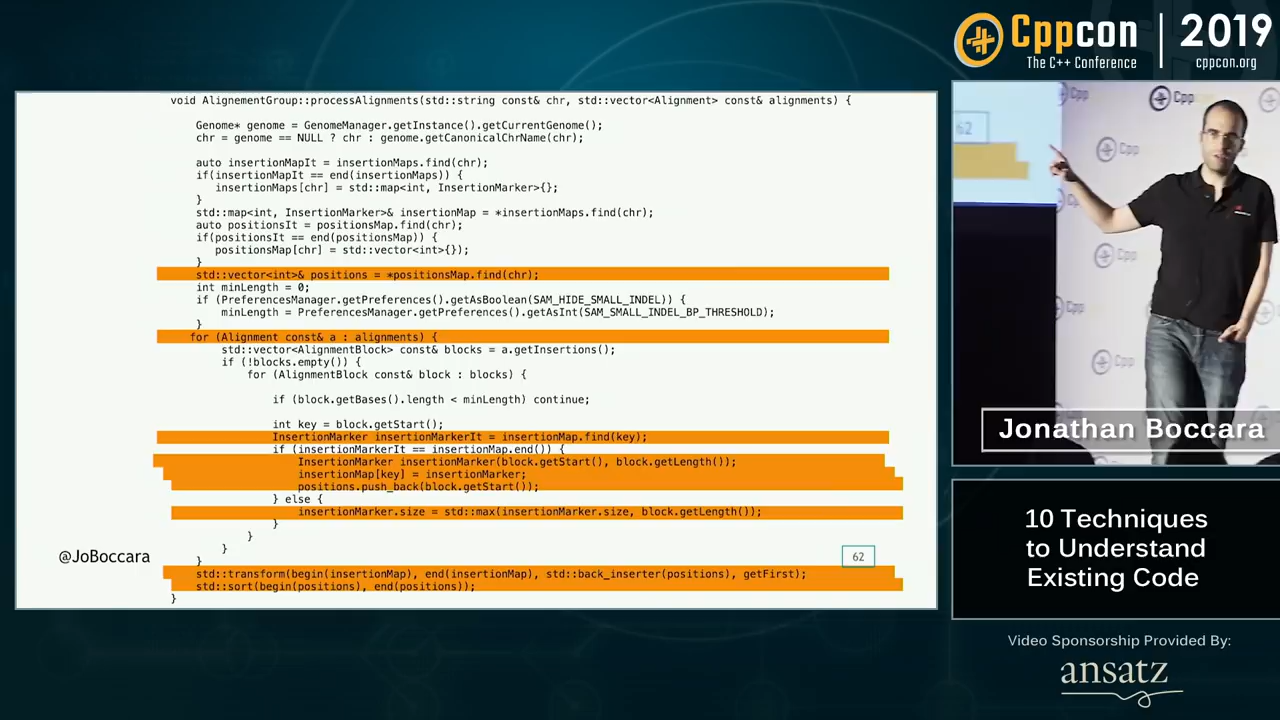 Cppcon | 2019
The C++ Conference
cppcon.org
void AlignementGroup::processAlignments(std::string const& chr, std::vector<Alignment> const& alignments) {
Genome* genome = GenomeManager.getInstance().getCurrentGenome();
chr = genome == NULL ? chr : genome.getCanonicalChrName(chr);
auto insertionMapIt = insertionMaps.find(chr);
if(insertionMapIt == end(insertionMaps)) {
insertionMaps[chr] = std::map<int, InsertionMarker>{};
}
std::map<int, InsertionMarker>& insertionMap = *insertionMaps.find(chr);
auto positionsIt = positionsMap.find(chr);
if(positionsIt == end(positionsMap)) {
positionsMap[chr] = std::vector<int>{});
}
std::vector<int>& positions = *positionsMap.find(chr);
int minLength = 0;
if (PreferencesManager.getPreferences().getAsBoolean(SAM_HIDE_SMALL_INDEL)) {
minLength = PreferencesManager.getPreferences().getAsInt(SAM_SMALL_INDEL_BP_THRESHOLD);
}
for (Alignment const& a : alignments) {
std::vector<AlignmentBlock> const& blocks = a.getInsertions();
if (!blocks.empty()) {
for (AlignmentBlock const& block : blocks) {
if (block.getBases().length < minLength) continue;
int key = block.getStart();
InsertionMarker insertionMarkerIt = insertionMap.find(key);
if (insertionMarkerIt == insertionMap.end()) {
InsertionMarker insertionMarker(block.getStart(), block.getLength());
insertionMap[key] = insertionMarker;
positions.push_back(block.getStart());
} else {
insertionMarker.size = std::max(insertionMarker.size, block.getLength());
}
}
}
}
std::transform(begin(insertionMap), end(insertionMap), std::back_inserter(positions), getFirst);
std::sort(begin(positions), end(positions));
}
@JoBoccara
62
62
Cpp
Cpp
Cpp
Cpp
Cpp
Cpp
Jonathan Boccara
10 Techniques
to Understand
Existing Code
Video Sponsorship Provided By:
ansatz